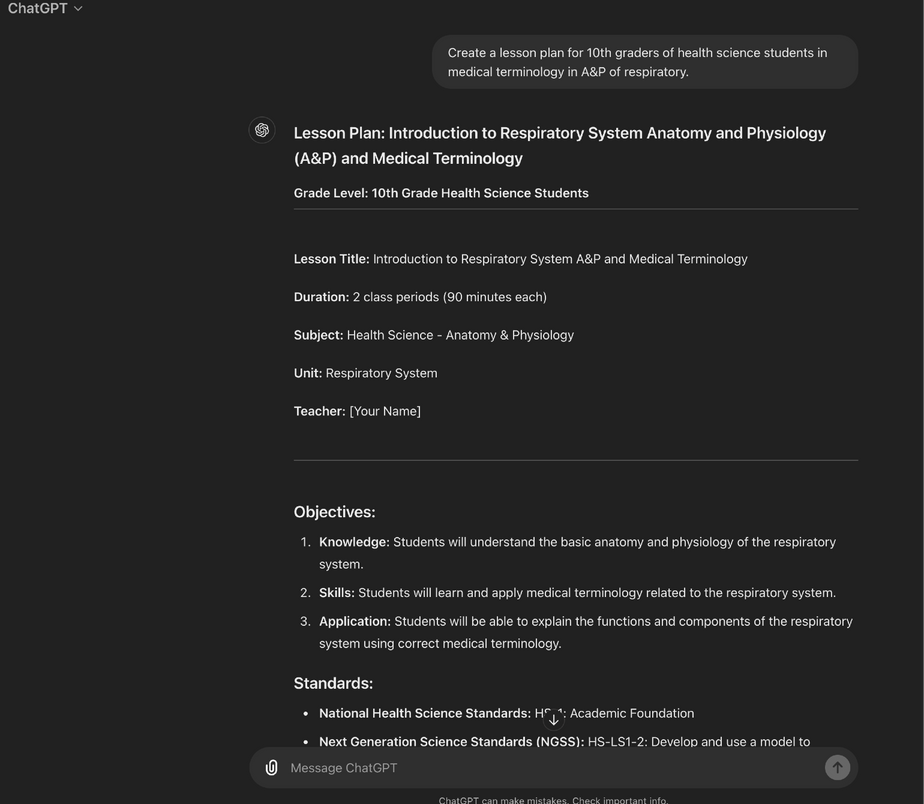 ChatGPT
Create a lesson plan for 10th graders of health science students in
medical terminology in A&P of respiratory.
Lesson Plan: Introduction to Respiratory System Anatomy and Physiology
(A&P) and Medical Terminology
Grade Level: 10th Grade Health Science Students
Lesson Title: Introduction to Respiratory System A&P and Medical Terminology
Duration: 2 class periods (90 minutes each)
Subject: Health Science - Anatomy & Physiology
Unit: Respiratory System
Teacher: [Your Name]
Objectives:
1. Knowledge: Students will understand the basic anatomy and physiology of the respiratory
system.
2. Skills: Students will learn and apply medical terminology related to the respiratory system.
3. Application: Students will be able to explain the functions and components of the respiratory
system using correct medical terminology.
Standards:
• National Health Science Standards: Academic Foundation
• Next Generation Science Standards (NGSS): HS-LS1-2: Develop and use a model to
Message ChatGPT
ChatGPT can make mistakes. Check important info.